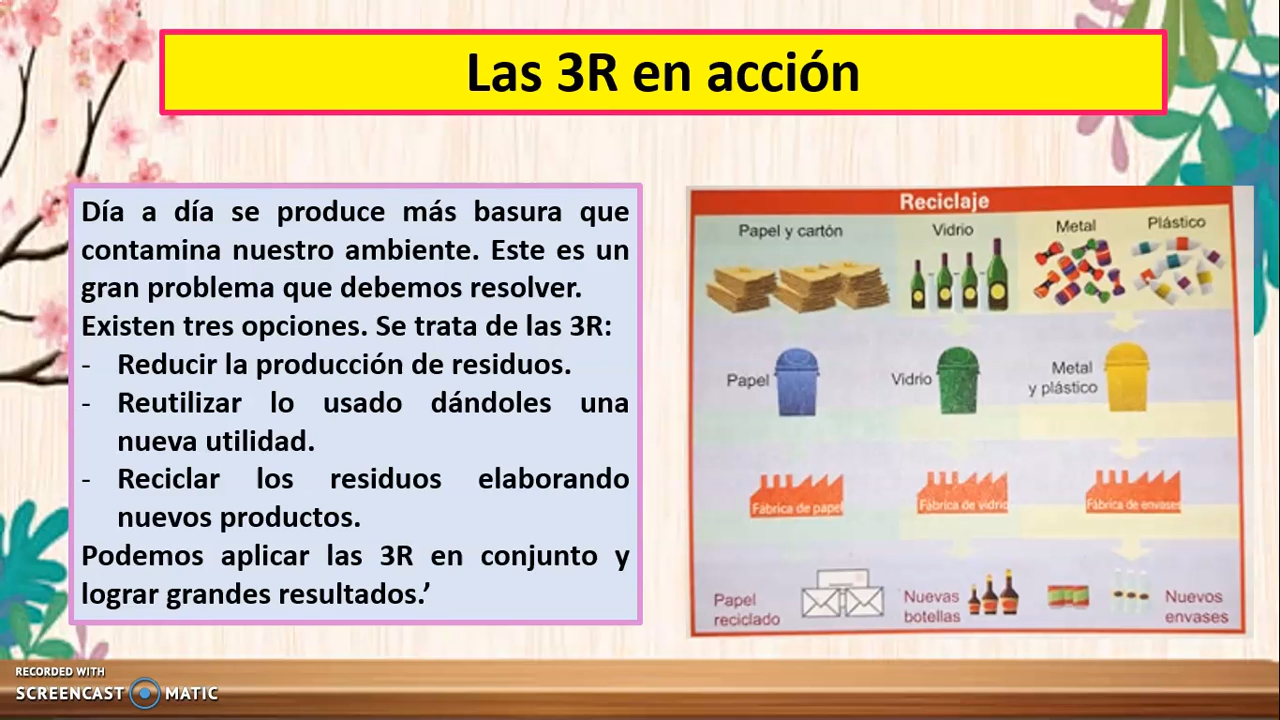 Las 3R en acción
Día a día se produce más basura que
contamina nuestro ambiente. Este es un
gran problema que debemos resolver.
Existen tres opciones. Se trata de las 3R:
- Reducir la producción de residuos.
- Reutilizar lo usado dándoles una
nueva utilidad.
- Reciclar los residuos elaborando
nuevos productos.
Podemos aplicar las 3R en conjunto y
lograr grandes resultados.’
Reciclaje
Papel y cartón
Vidrio
Metal
Plástico
Papel
Vidrio
Metal
y plástico
Fábrica de papel
Fábrica de vidrio
Fábrica de envases
Papel
reciclado
Nuevas
botellas
Nuevos
envases
RECORDED WITH
SCREENCAST MATIC